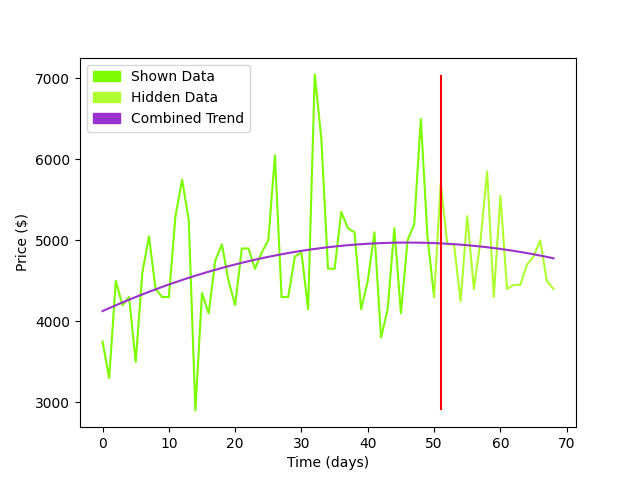 Shown Data
Hidden Data
Combined Trend
7000
6000
5000
4000
3000
Price ($)
0 10 20 30 40 50 60 70
Time (days)